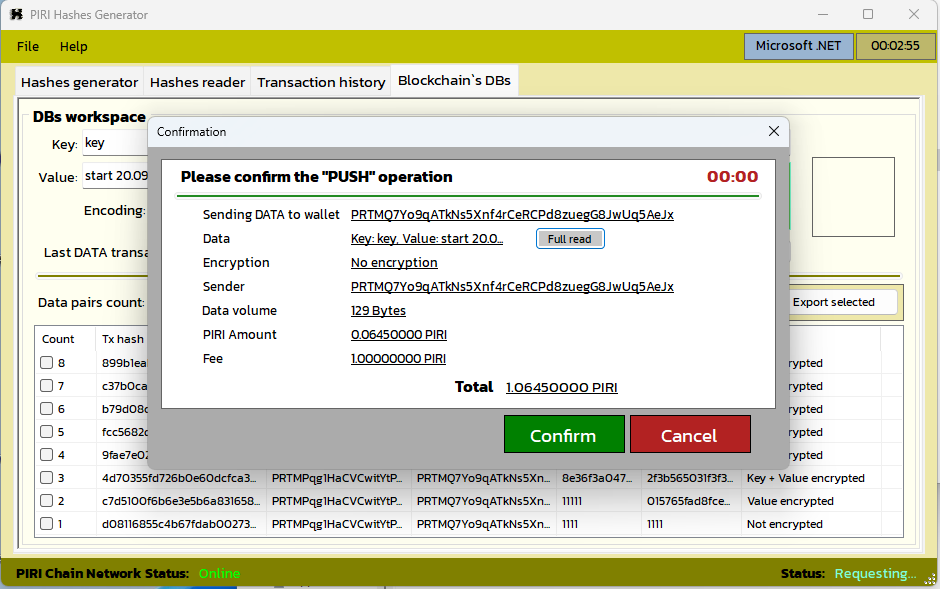 PIRI Hashes Generator
File Help Microsoft .NET 00:02:55
Hashes generator Hashes reader Transaction history Blockchain`s DBs
DBs workspace
Confirmation
Key: key
Please confirm the "PUSH" operation 00:00
Value: start 20.09
Sending DATA to wallet PRTMQ7Yo9qATkNs5Xnf4rCeRCPd8zuegG8JwUq5AeJx
Encoding:
Data Key: key, Value: start 20.0... Full read
Last DATA transa
Encryption No encryption
Sender PRTMQ7Yo9qATkNs5Xnf4rCeRCPd8zuegG8JwUq5AeJx
Data pairs count: Export selected
Data volume 129 Bytes
PIRI Amount 0.06450000 PIRI
Count Tx hash
Fee 1.00000000 PIRI
8 899b1ea crypted
7 c37b0ca crypted
Total 1.06450000 PIRI
6 b79d08c crypted
5 fcc5682c crypted
Confirm Cancel
4 9fae7e0 crypted
3 4d70355fd726b0e60dcfca3... PRTMPqg1HaCVCwitYtP... PRTMQ7Yo9qATkNs5Xn... 8e36f3a047... 2f3b565031f3f3... Key + Value encrypted
2 c7d5100f6b6e3e5b6a831658... PRTMPqg1HaCVCwitYtP... PRTMQ7Yo9qATkNs5Xn... 11111 015765fad8fce... Value encrypted
1 d08116855c4b67fdab00273... PRTMPqg1HaCVCwitYtP... PRTMQ7Yo9qATkNs5Xn... 1111 1111 Not encrypted
PIRI Chain Network Status: Online Status: Requesting...